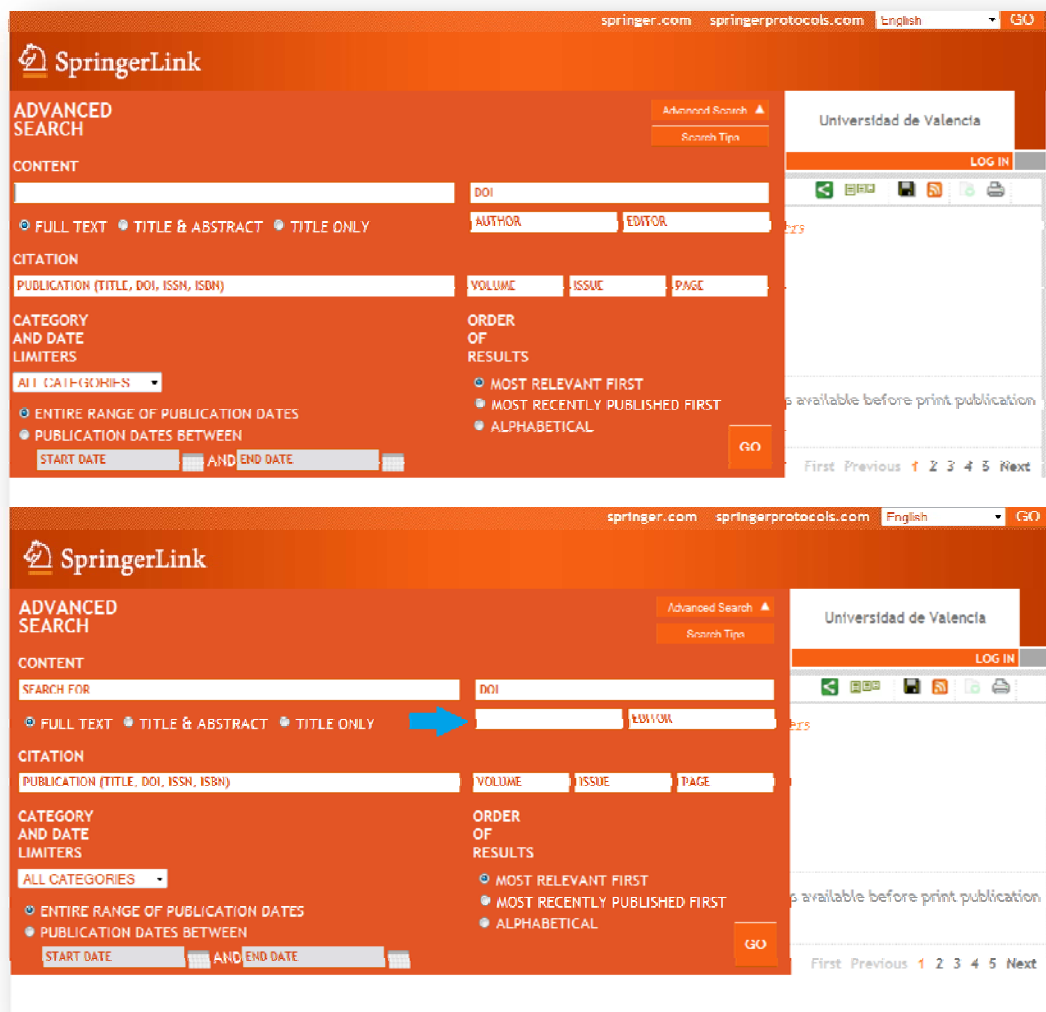 springer.com springerprotocols.com English GO
SpringerLink
ADVANCED
SEARCH
Advanced Search
Search Tips
Universidad de Valencia
LOG IN
CONTENT
DOI
FULL TEXT TITLE & ABSTRACT TITLE ONLY
AUTHOR EDITOR
CITATION
PUBLICATION (TITLE, DOI, ISSN, ISBN) VOLUME ISSUE PAGE
CATEGORY
AND DATE
LIMITERS
ORDER
OF
RESULTS
ALL CATEGORIES
MOST RELEVANT FIRST
MOST RECENTLY PUBLISHED FIRST
ALPHABETICAL
ENTIRE RANGE OF PUBLICATION DATES
PUBLICATION DATES BETWEEN
START DATE AND END DATE
GO
s available before print publication
First Previous 1 2 3 4 5 Next
springer.com springerprotocols.com English GO
SpringerLink
ADVANCED
SEARCH
Advanced Search
Search Tips
Universidad de Valencia
LOG IN
CONTENT
SEARCH FOR DOI
FULL TEXT TITLE & ABSTRACT TITLE ONLY
EDITOR
CITATION
PUBLICATION (TITLE, DOI, ISSN, ISBN) VOLUME ISSUE PAGE
CATEGORY
AND DATE
LIMITERS
ORDER
OF
RESULTS
ALL CATEGORIES
MOST RELEVANT FIRST
MOST RECENTLY PUBLISHED FIRST
ALPHABETICAL
ENTIRE RANGE OF PUBLICATION DATES
PUBLICATION DATES BETWEEN
START DATE AND END DATE
GO
s available before print publication
First Previous 1 2 3 4 5 Next